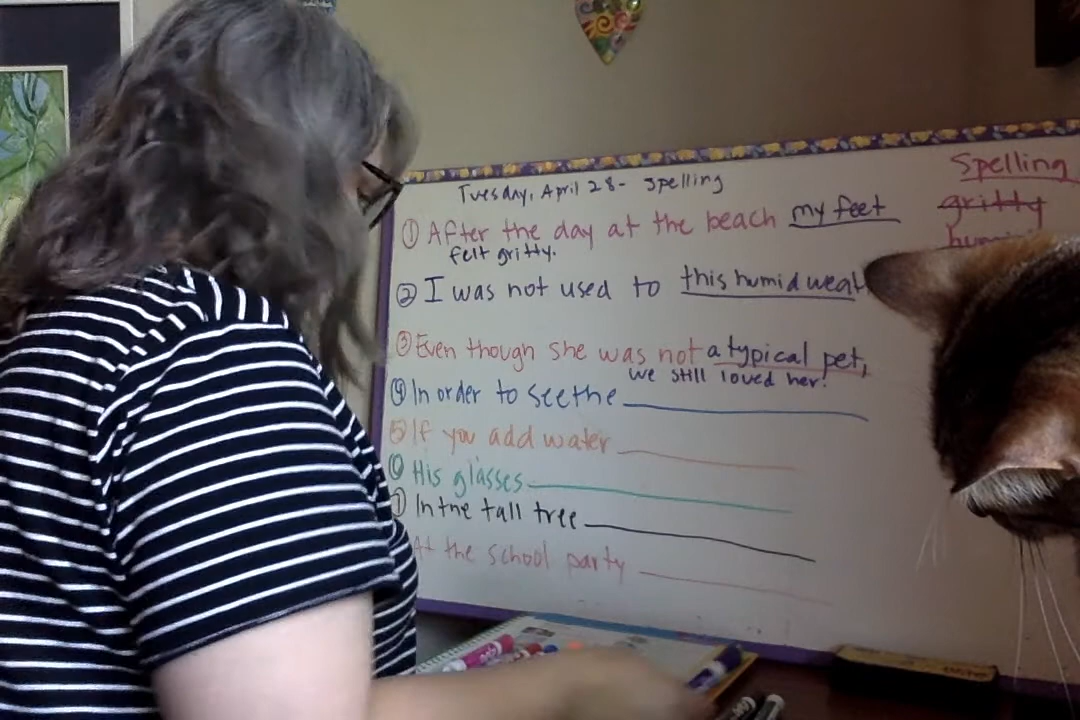 Tuesday, April 28- Spelling
Spelling
gritty
① After the day at the beach my feet
felt gritty.
② I was not used to this humid
③ Even though she was not a typical pet,
we still loved her!
④ In order to see the
⑤ If you add water
⑥ His glasses
⑦ In the tall tree
At the school party